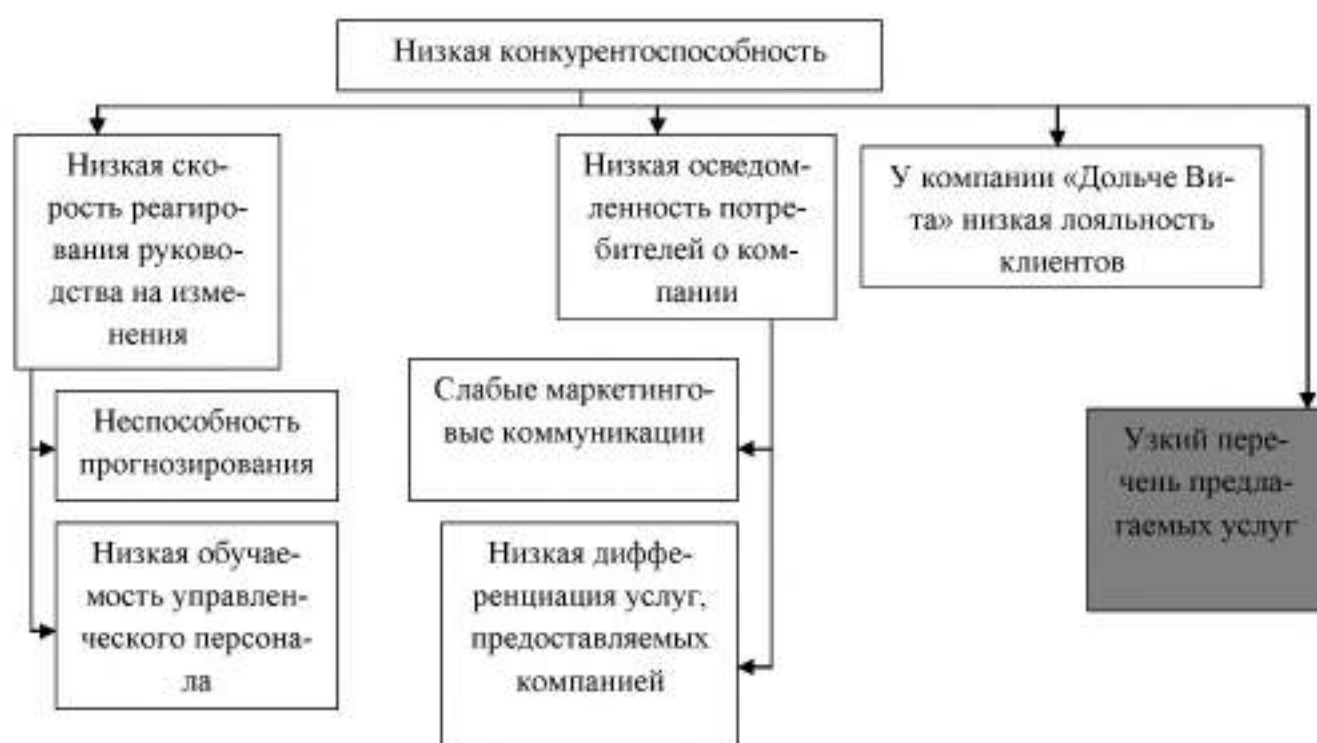 Низкая конкурентоспособность
Низкая ско-
рость реагиро-
вания руково-
дства на изме-
нения
Низкая осведом-
ленность потре-
бителей о ком-
пании
У компании «Дольче Ви-
та» низкая лояльность
клиентов
Неспособность
прогнозирования
Низкая обучае-
мость управлен-
ческого персона-
ла
Слабые маркетинго-
вые коммуникации
Низкая диффе-
ренциация услуг,
предоставляемых
компанией
Узкий пере-
чень предла-
гаемых услуг